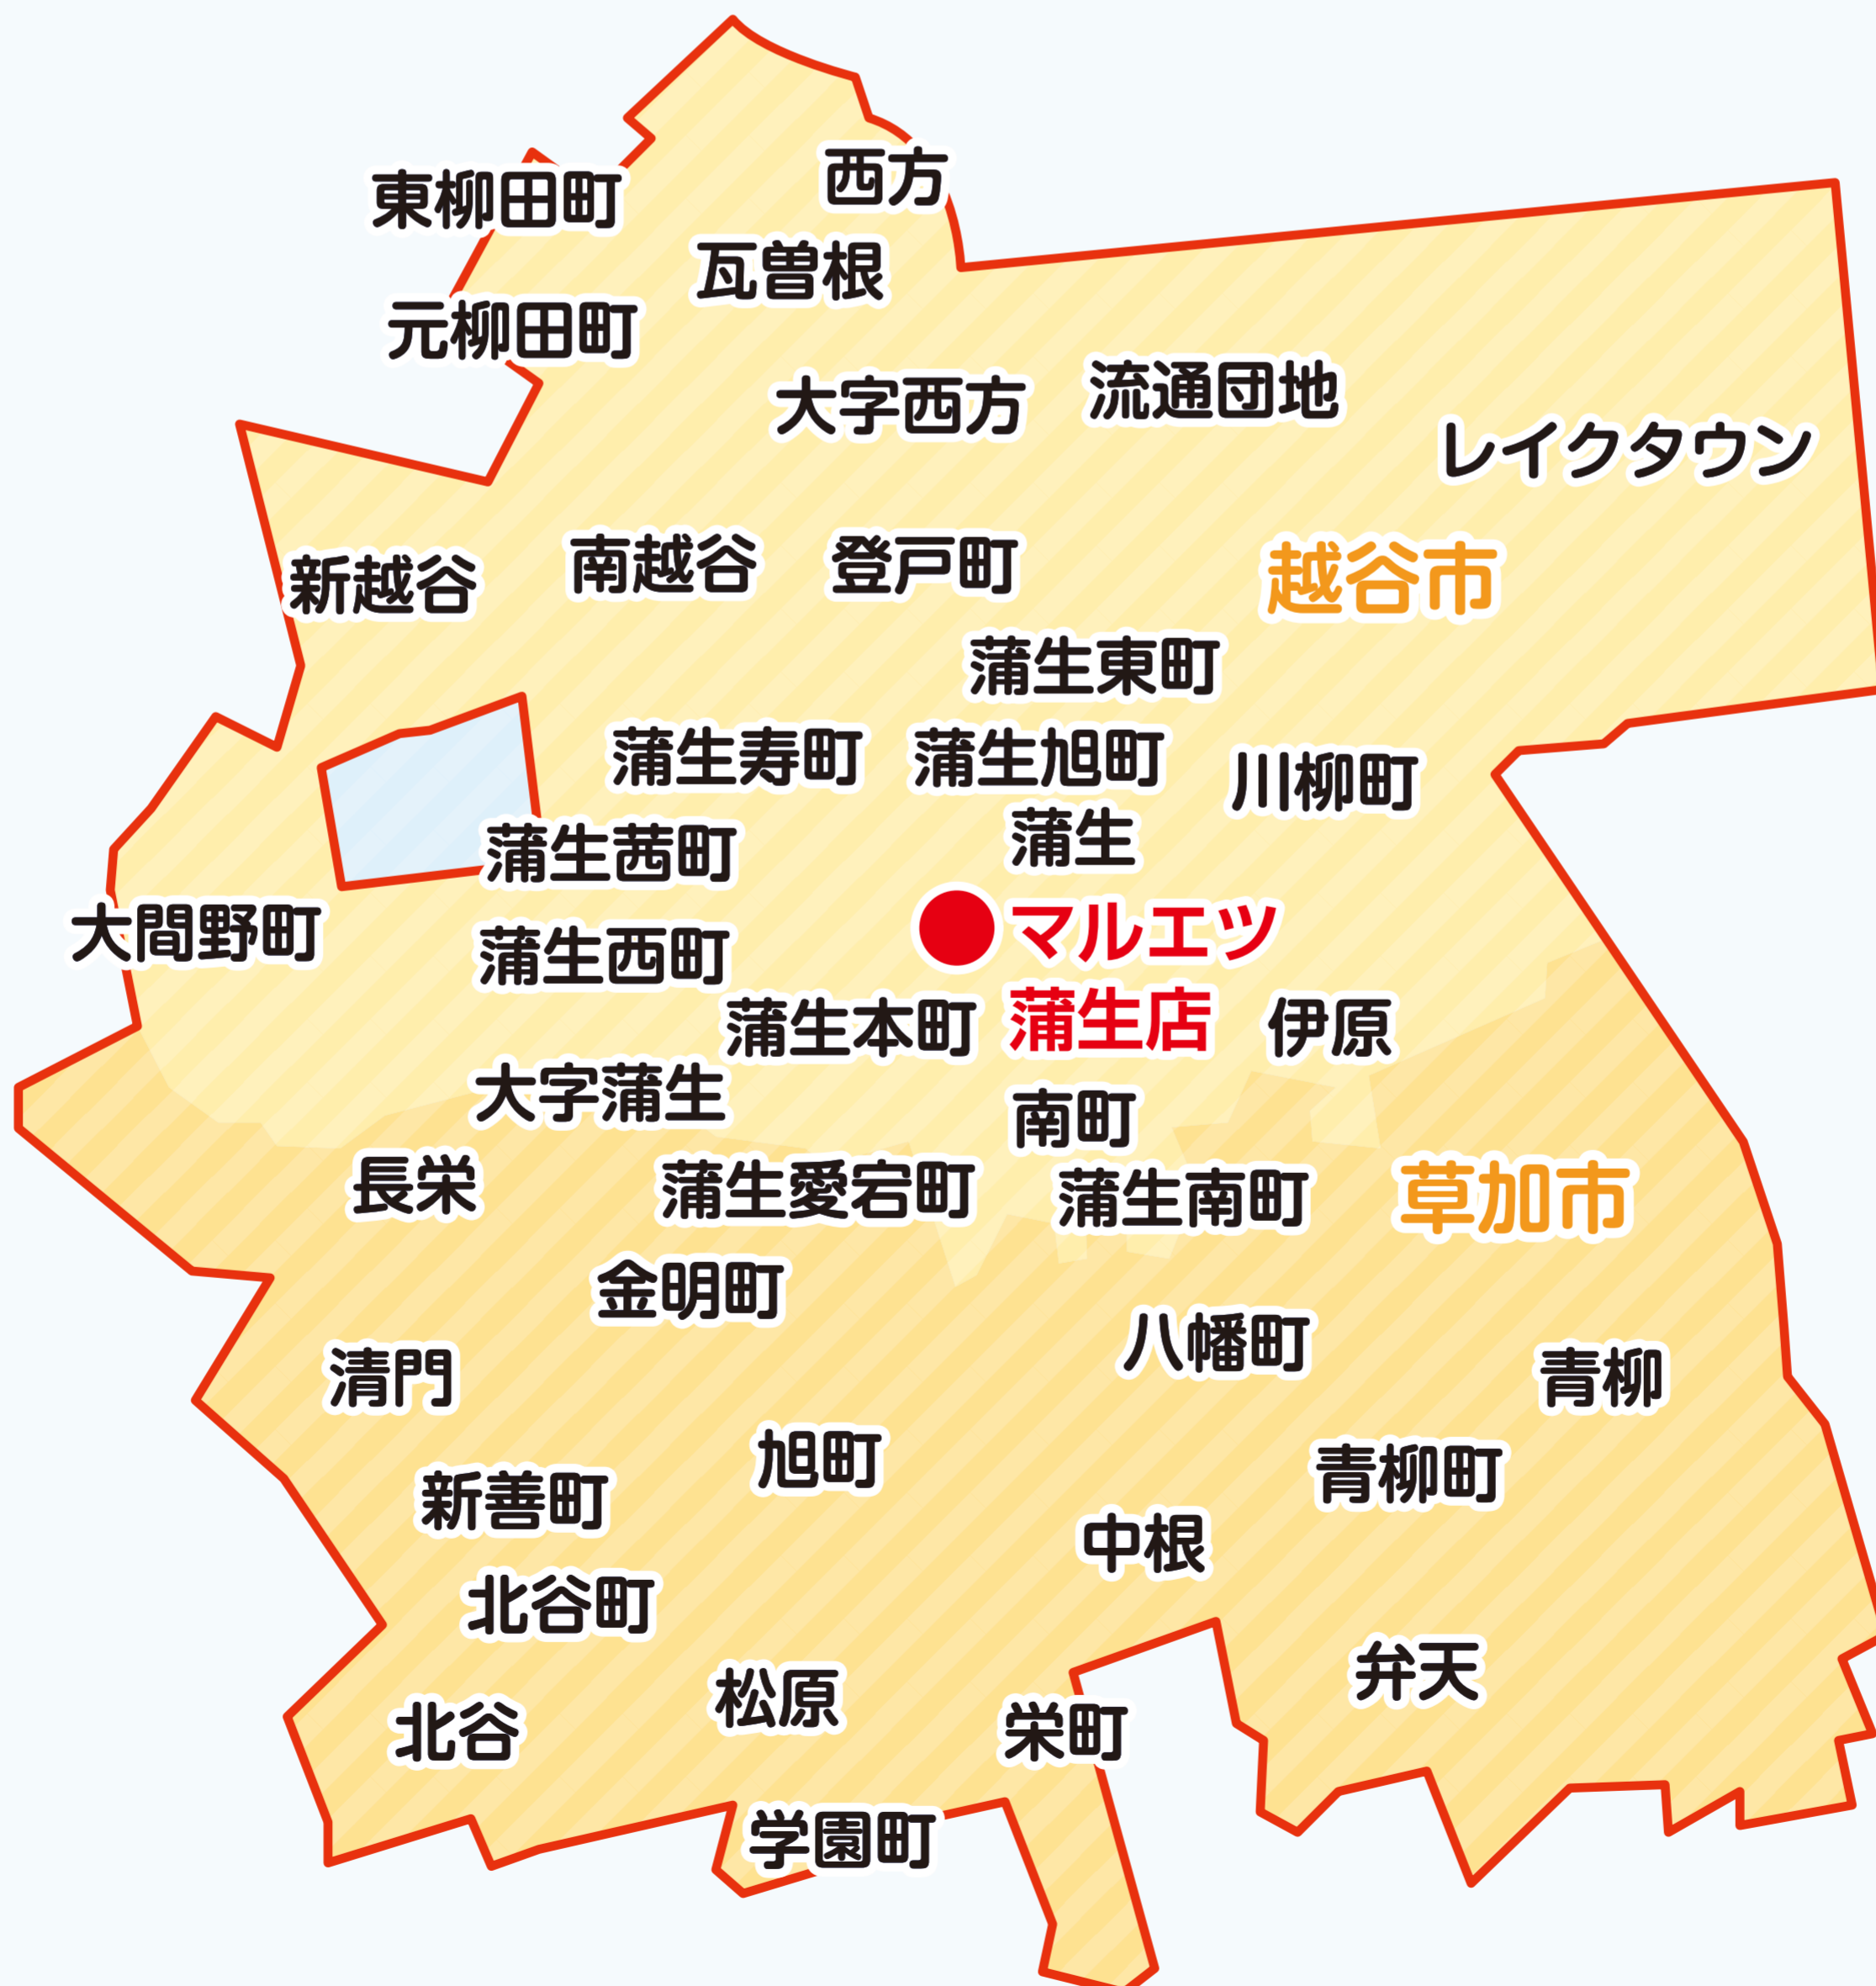 西方
東柳田町
瓦曽根
元柳田町
流通団地
大字西方
レイクタウン
南越谷
登戸町
新越谷
越谷市
蒲生東町
蒲生寿町
蒲生旭町
川柳町
蒲生
蒲生茜町
大間野町
マルエツ
蒲生店
蒲生西町
蒲生本町
伊原
大字蒲生
南町
長栄
蒲生愛宕町
蒲生南町
草加市
金明町
八幡町
清門
青柳
旭町
青柳町
新善町
中根
北谷町
弁天
松原
栄町
北谷
学園町